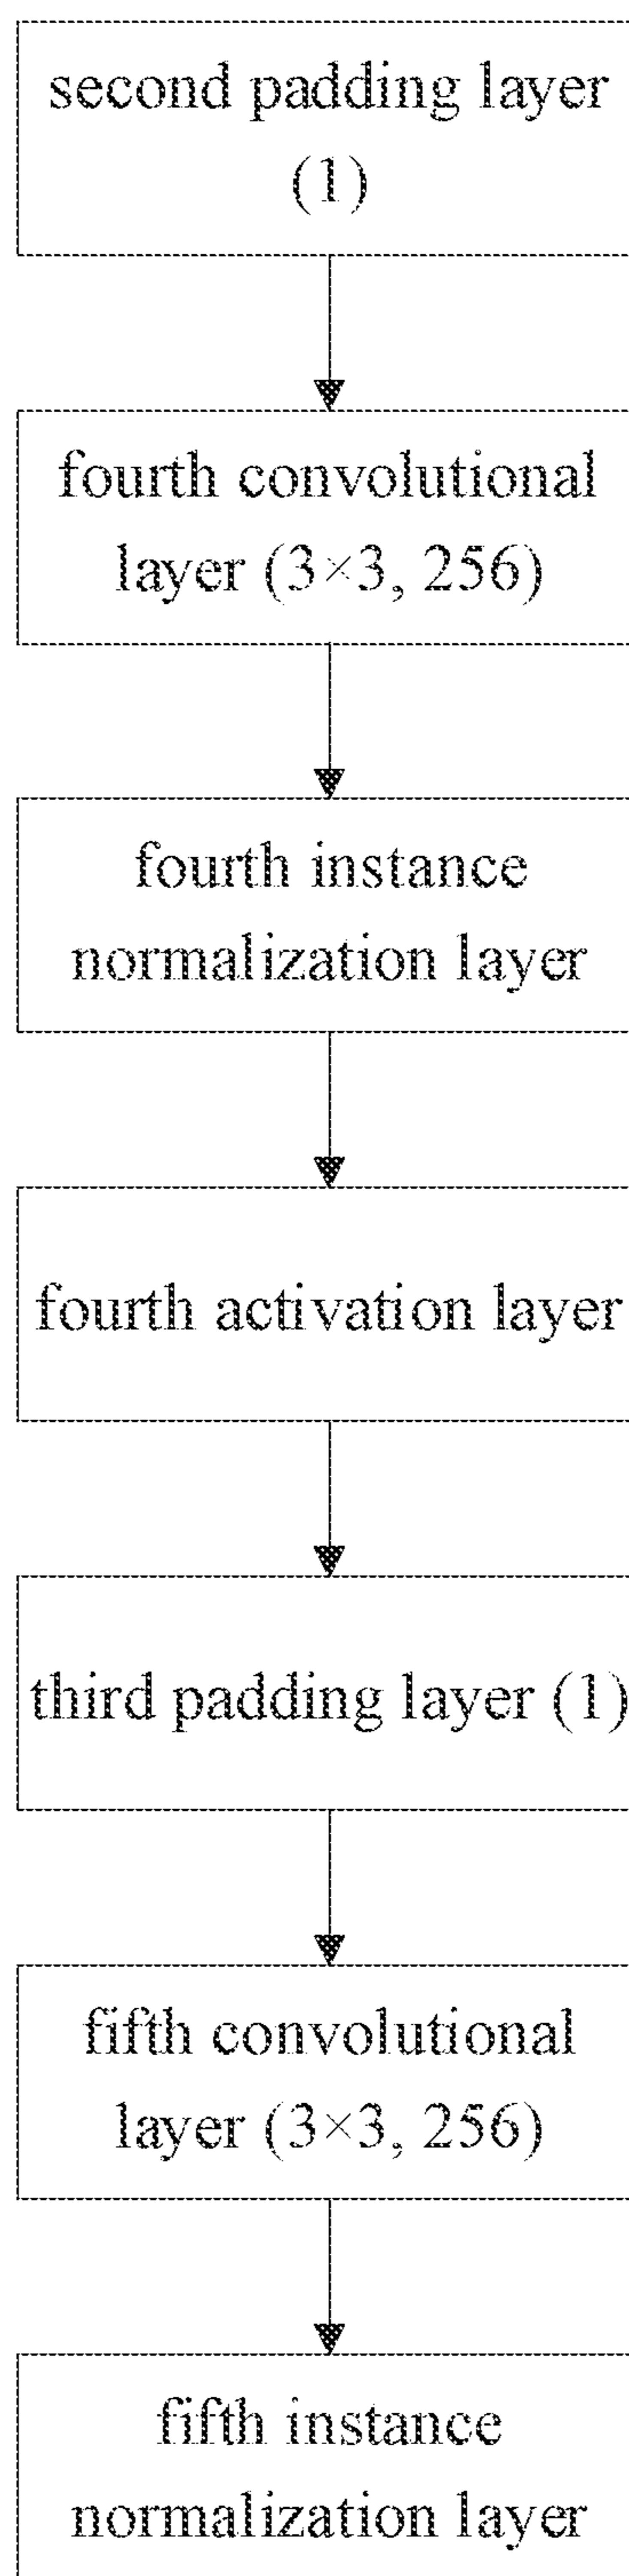 second padding layer
(1)
fourth convolutional
layer (3×3, 256)
fourth instance
normalization layer
fourth activation layer
third padding layer (1)
fifth convolutional
layer (3×3, 256)
fifth instance
normalization layer